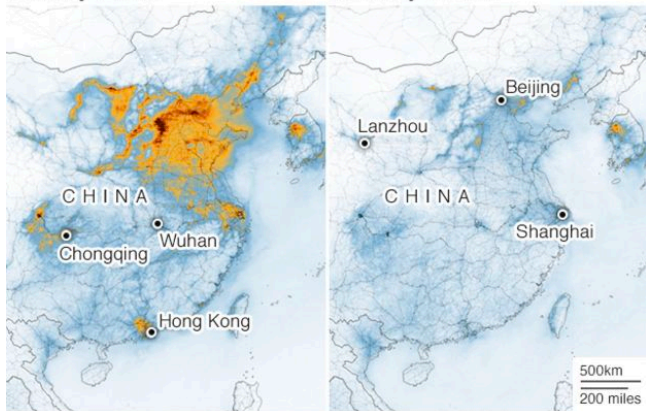 CHINA
Wuhan
Chongqing
Hong Kong
Beijing
Lanzhou
CHINA
Shanghai
500km
200 miles